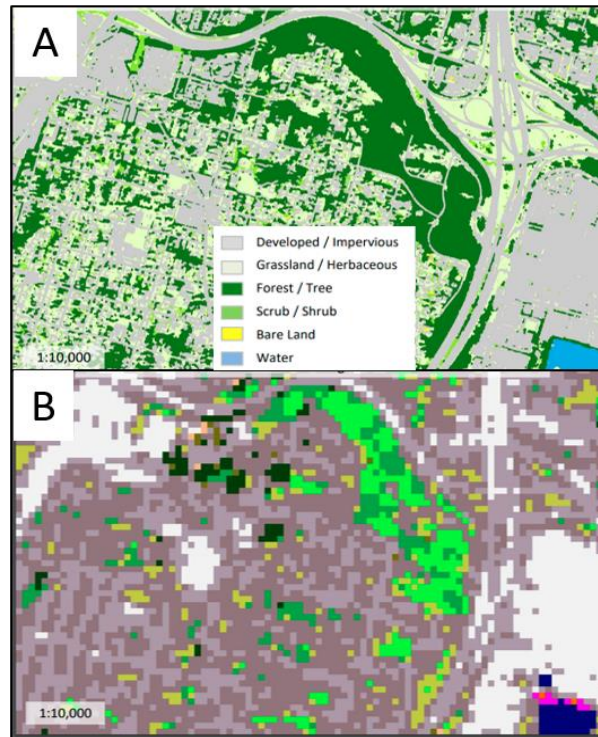 A
Developed / Impervious
Grassland / Herbaceous
Forest / Tree
Scrub / Shrub
Bare Land
Water
1:10,000
B
1:10,000